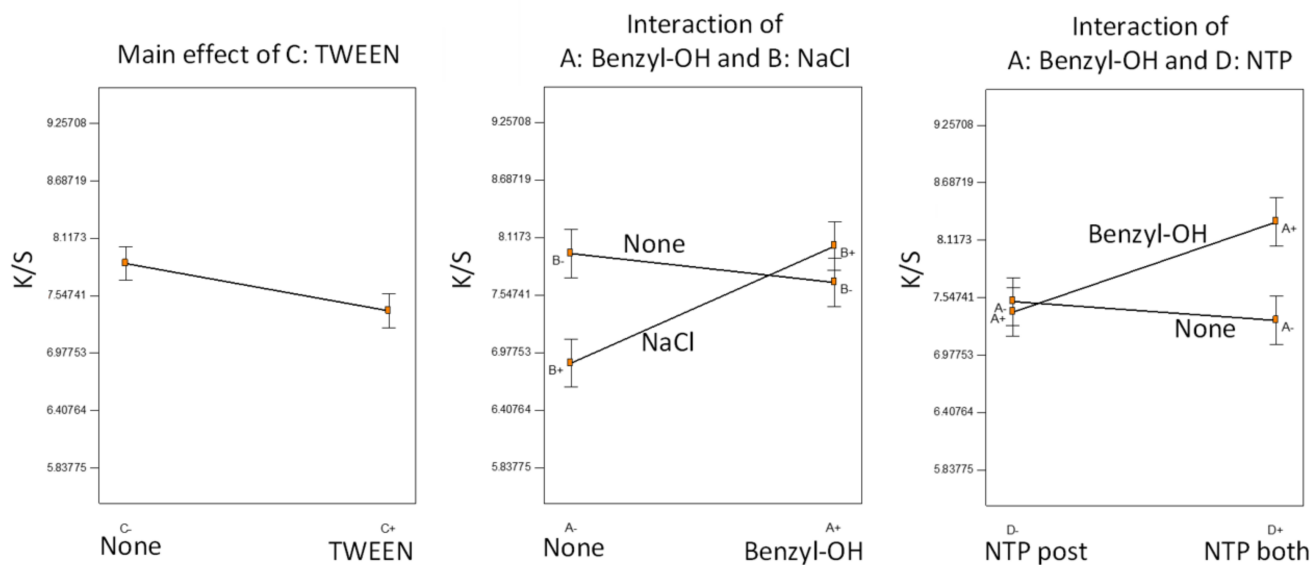 Main effect of C: TWEEN
K/S
9.25708
8.68719
8.1173
7.54741
6.97753
6.40764
5.83775
C-
C+
None
TWEEN
Interaction of
A: Benzyl-OH and B: NaCl
K/S
9.25708
8.68719
8.1173
7.54741
6.97753
6.40764
5.83775
None
NaCl
B-
B+
B+
B-
A-
A+
None
Benzyl-OH
Interaction of
A: Benzyl-OH and D: NTP
K/S
9.25708
8.68719
8.1173
7.54741
6.97753
6.40764
5.83775
Benzyl-OH
None
A-
A+
A+
A-
D-
D+
NTP post
NTP both